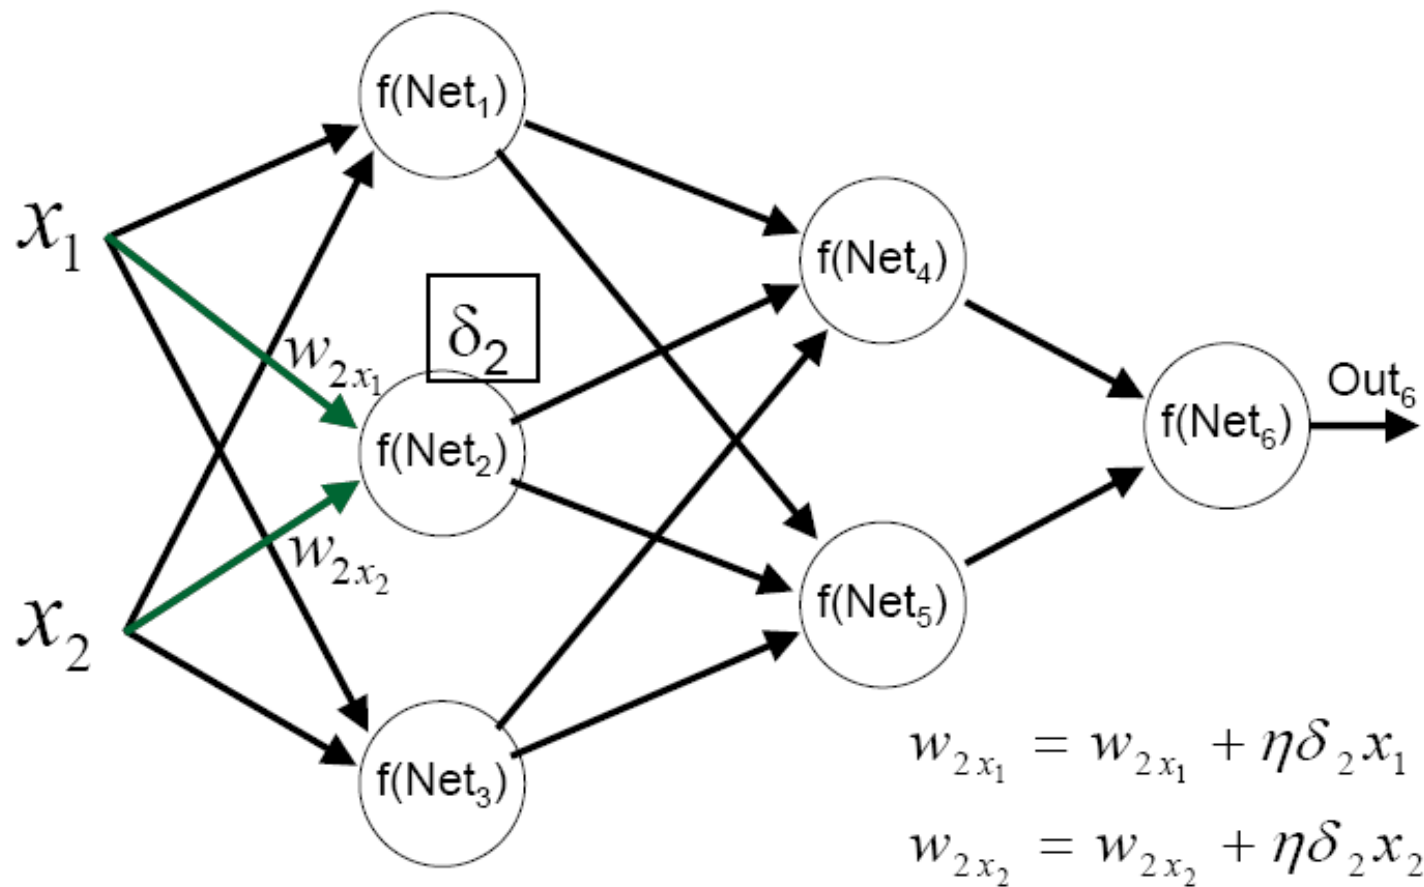 f(Net₁)
x₁
f(Net₄)
δ₂
w₂ₓ₁
Out₆
f(Net₂)
f(Net₆)
w₂ₓ₂
x₂
f(Net₅)
f(Net₃)
w₂ₓ₁ = w₂ₓ₁ + ηδ₂x₁
w₂ₓ₂ = w₂ₓ₂ + ηδ₂x₂